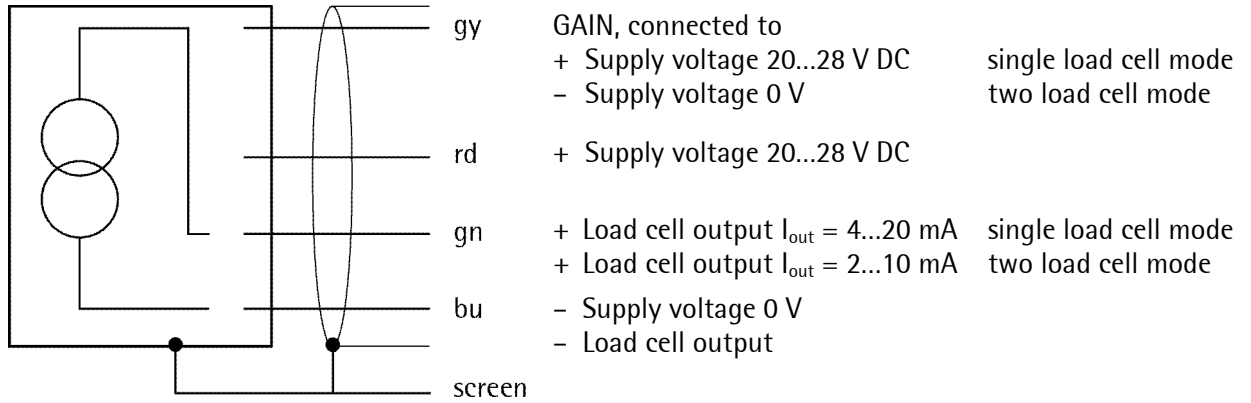 gy GAIN, connected to
+ Supply voltage 20...28 V DC single load cell mode
– Supply voltage 0 V two load cell mode
rd + Supply voltage 20...28 V DC
gn + Load cell output Iout = 4...20 mA single load cell mode
+ Load cell output Iout = 2...10 mA two load cell mode
bu – Supply voltage 0 V
– Load cell output
screen